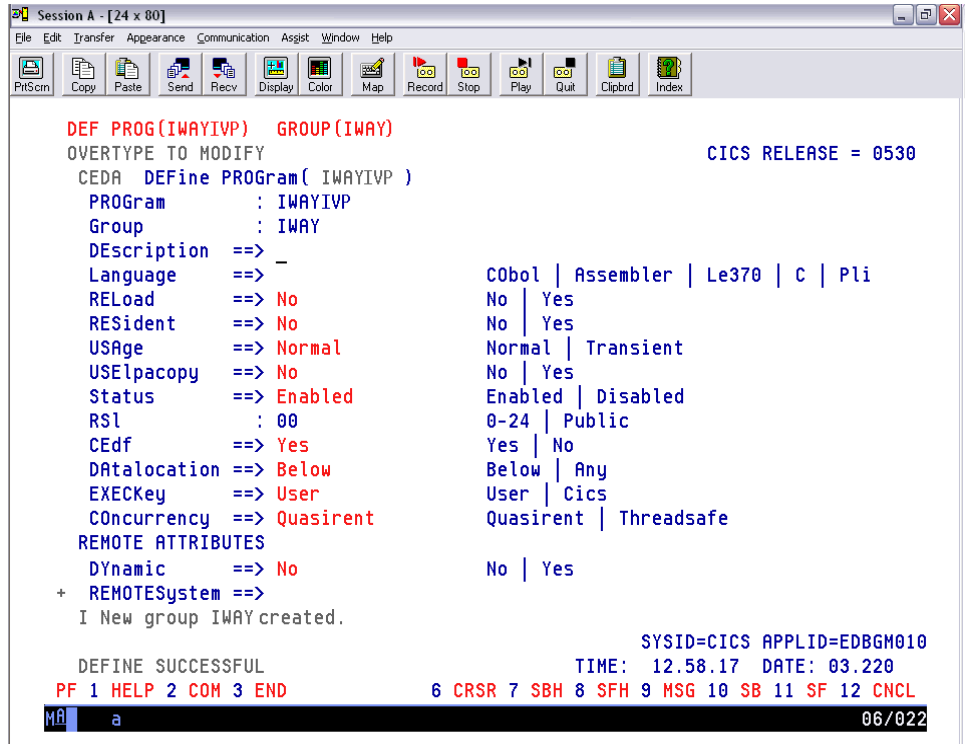 Session A - [24 x 80]
File Edit Transfer Appearance Communication Assist Window Help
PrtScrn Copy Paste Send Recv Display Color Map Record Stop Play Quit Clipbrd Index
DEF PROG(IWAYIVP) GROUP(IWAY)
OVERTYPE TO MODIFY CICS RELEASE = 0530
CEDA DEFine PROGram( IWAYIVP )
PROGram : IWAYIVP
Group : IWAY
DEscription ==> _
Language ==> CObol | Assembler | Le370 | C | Pli
RELoad ==> No No | Yes
RESident ==> No No | Yes
USAge ==> Normal Normal | Transient
USElpacopy ==> No No | Yes
Status ==> Enabled Enabled | Disabled
RSl : 00 0-24 | Public
CEdf ==> Yes Yes | No
DAtalocation ==> Below Below | Any
EXECKey ==> User User | Cics
COncurrency ==> Quasirent Quasirent | Threadsafe
REMOTE ATTRIBUTES
DYnamic ==> No No | Yes
+ REMOTESystem ==>
I New group IWAY created.
SYSID=CICS APPLID=EDBGM010
DEFINE SUCCESSFUL TIME: 12.58.17 DATE: 03.220
PF 1 HELP 2 COM 3 END 6 CRSR 7 SBH 8 SFH 9 MSG 10 SB 11 SF 12 CNCL
MA a 06/022